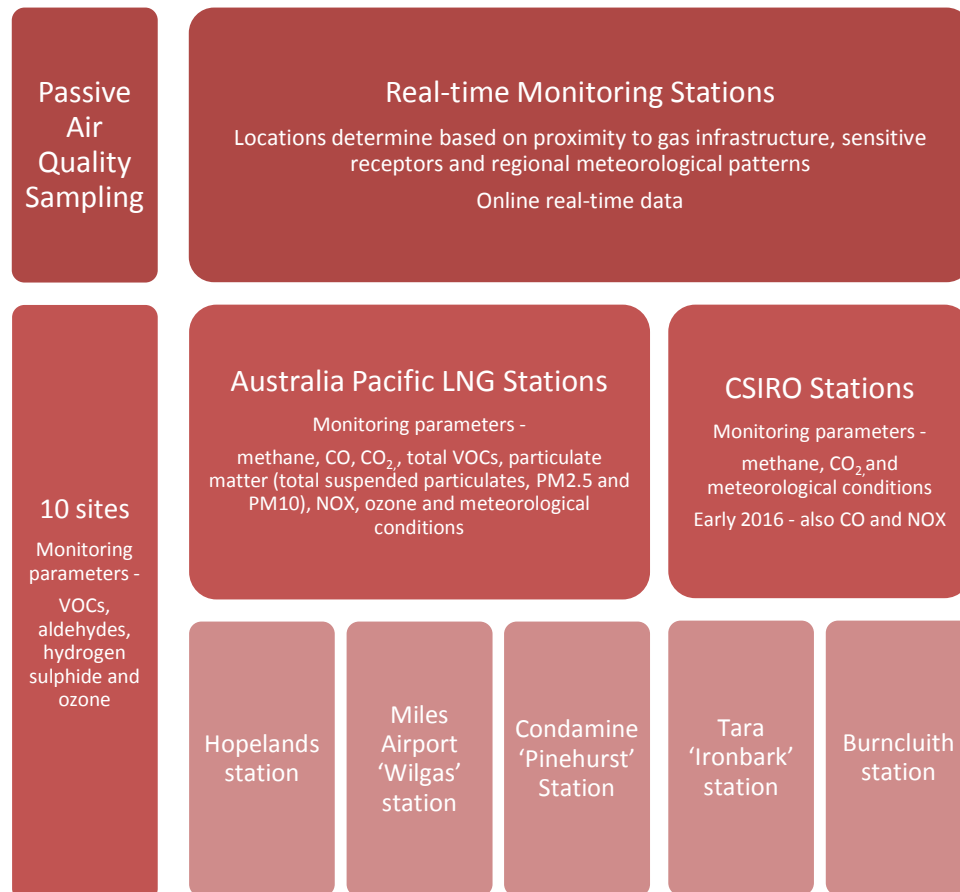 Passive
Air
Quality
Sampling
Real-time Monitoring Stations
Locations determine based on proximity to gas infrastructure, sensitive
receptors and regional meteorological patterns
Online real-time data
10 sites
Monitoring
parameters -
VOCs,
aldehydes,
hydrogen
sulphide and
ozone
Australia Pacific LNG Stations
Monitoring parameters -
methane, CO, CO₂,, total VOCs, particulate
matter (total suspended particulates, PM2.5 and
PM10), NOX, ozone and meteorological
conditions
CSIRO Stations
Monitoring parameters -
methane, CO₂,and
meteorological conditions
Early 2016 - also CO and NOX
Hopelands
station
Miles
Airport
‘Wilgas’
station
Condamine
‘Pinehurst’
Station
Tara
‘Ironbark’
station
Burncluith
station